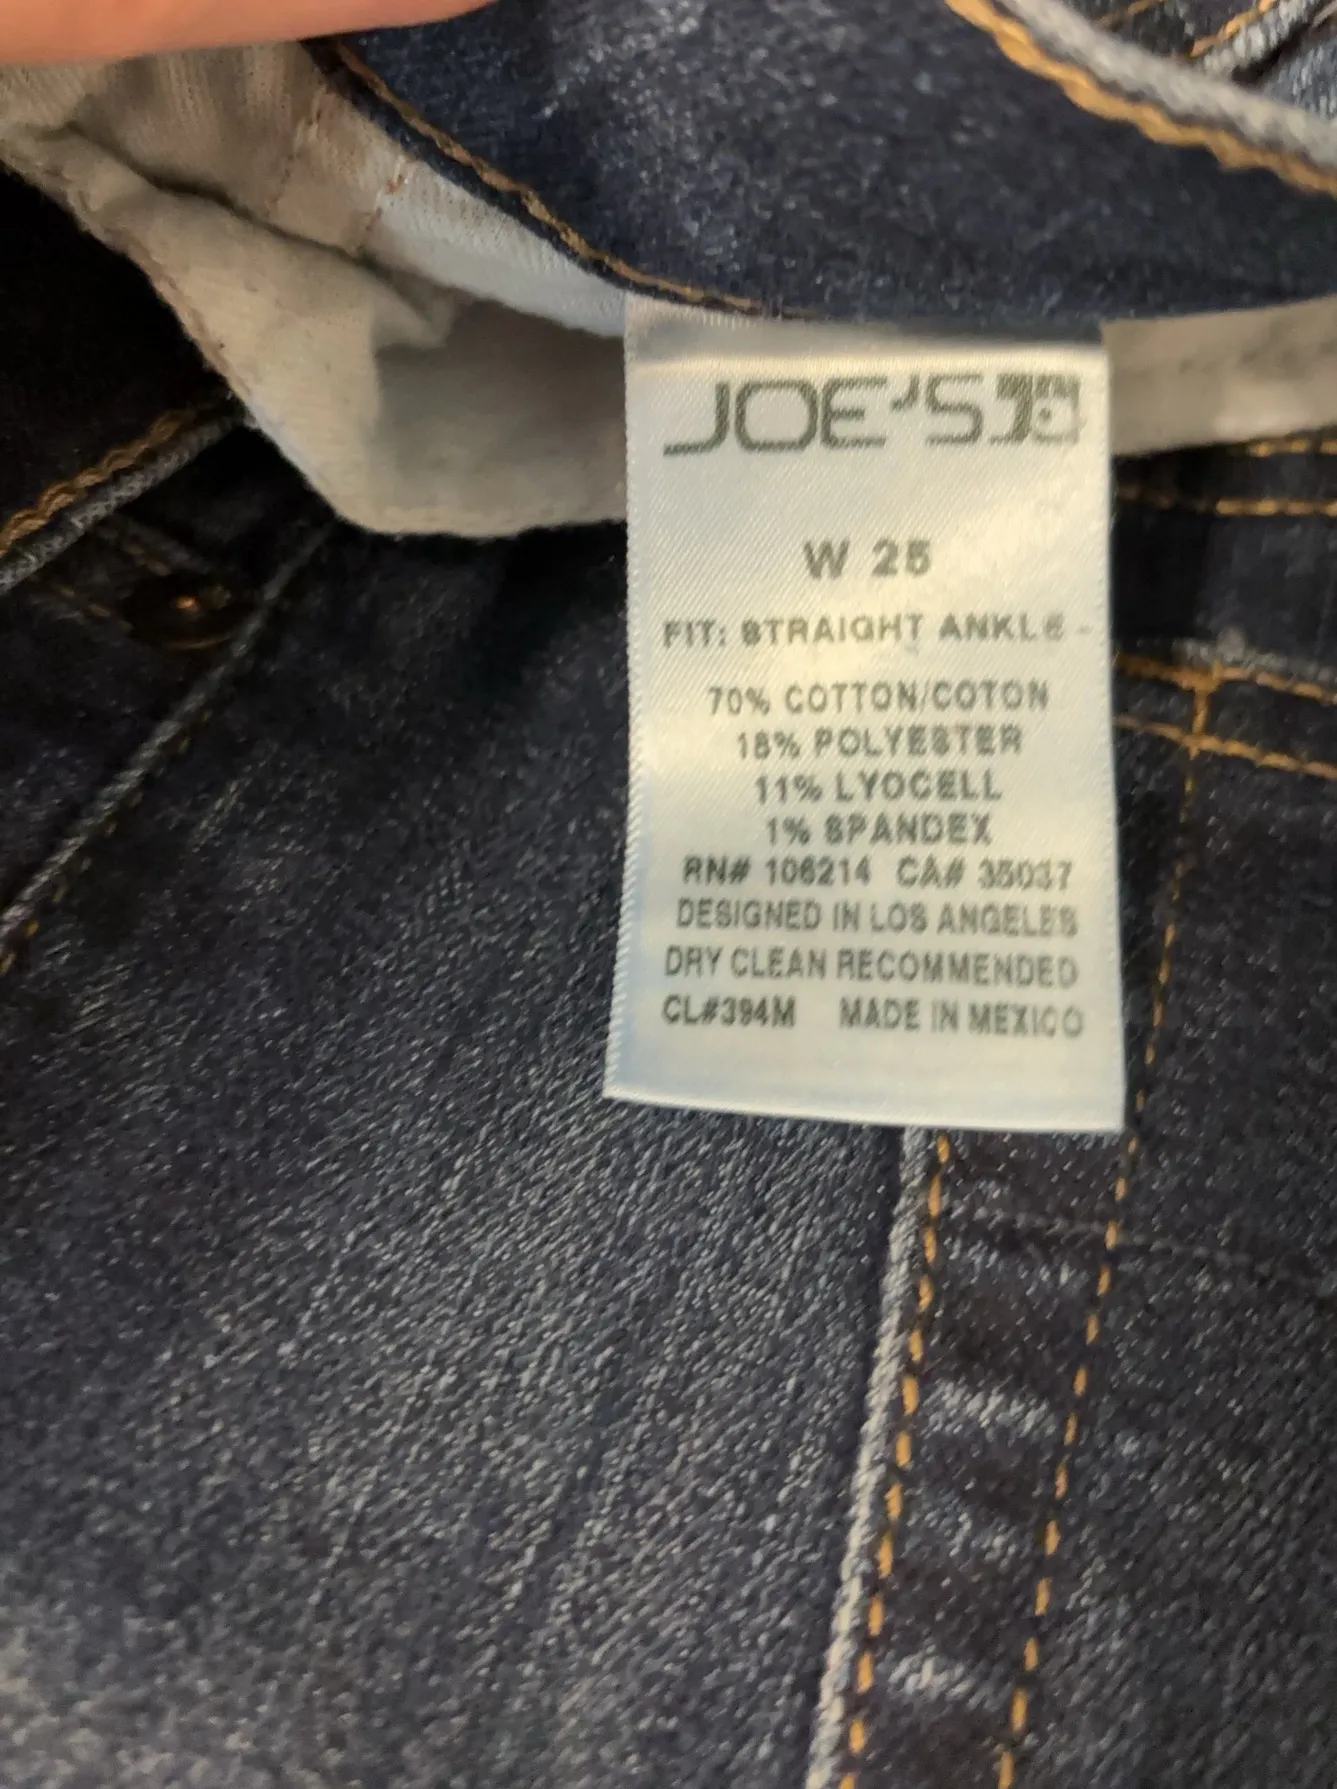 JOE'S
W 25
FIT: STRAIGHT ANKLE -
70% COTTON/COTON
18% POLYESTER
11% LYOCELL
1% SPANDEX
RN# 106214 CA# 35037
DESIGNED IN LOS ANGELES
DRY CLEAN RECOMMENDED
CL#394M MADE IN MEXICO